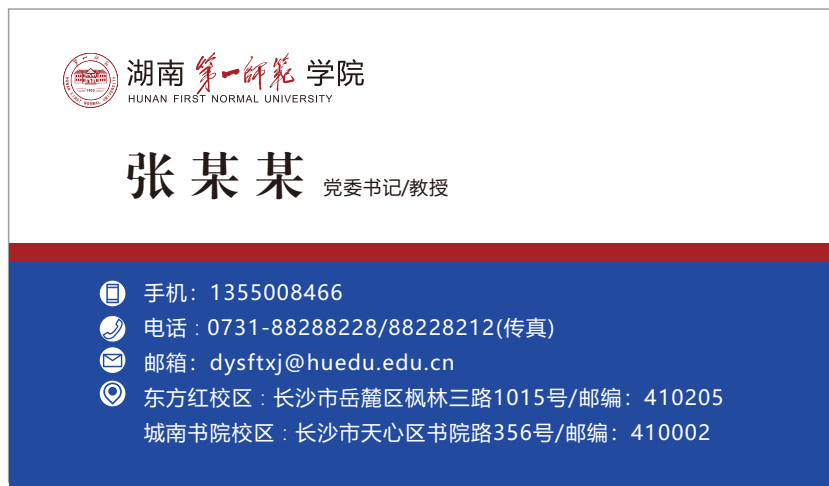 湖南第一师范学院
HUNAN FIRST NORMAL UNIVERSITY
张某某 党委书记/教授
手机：1355008466
电话：0731-88288228/88228212(传真)
邮箱：dysftxj@huedu.edu.cn
东方红校区：长沙市岳麓区枫林三路1015号/邮编：410205
城南书院校区：长沙市天心区书院路356号/邮编：410002